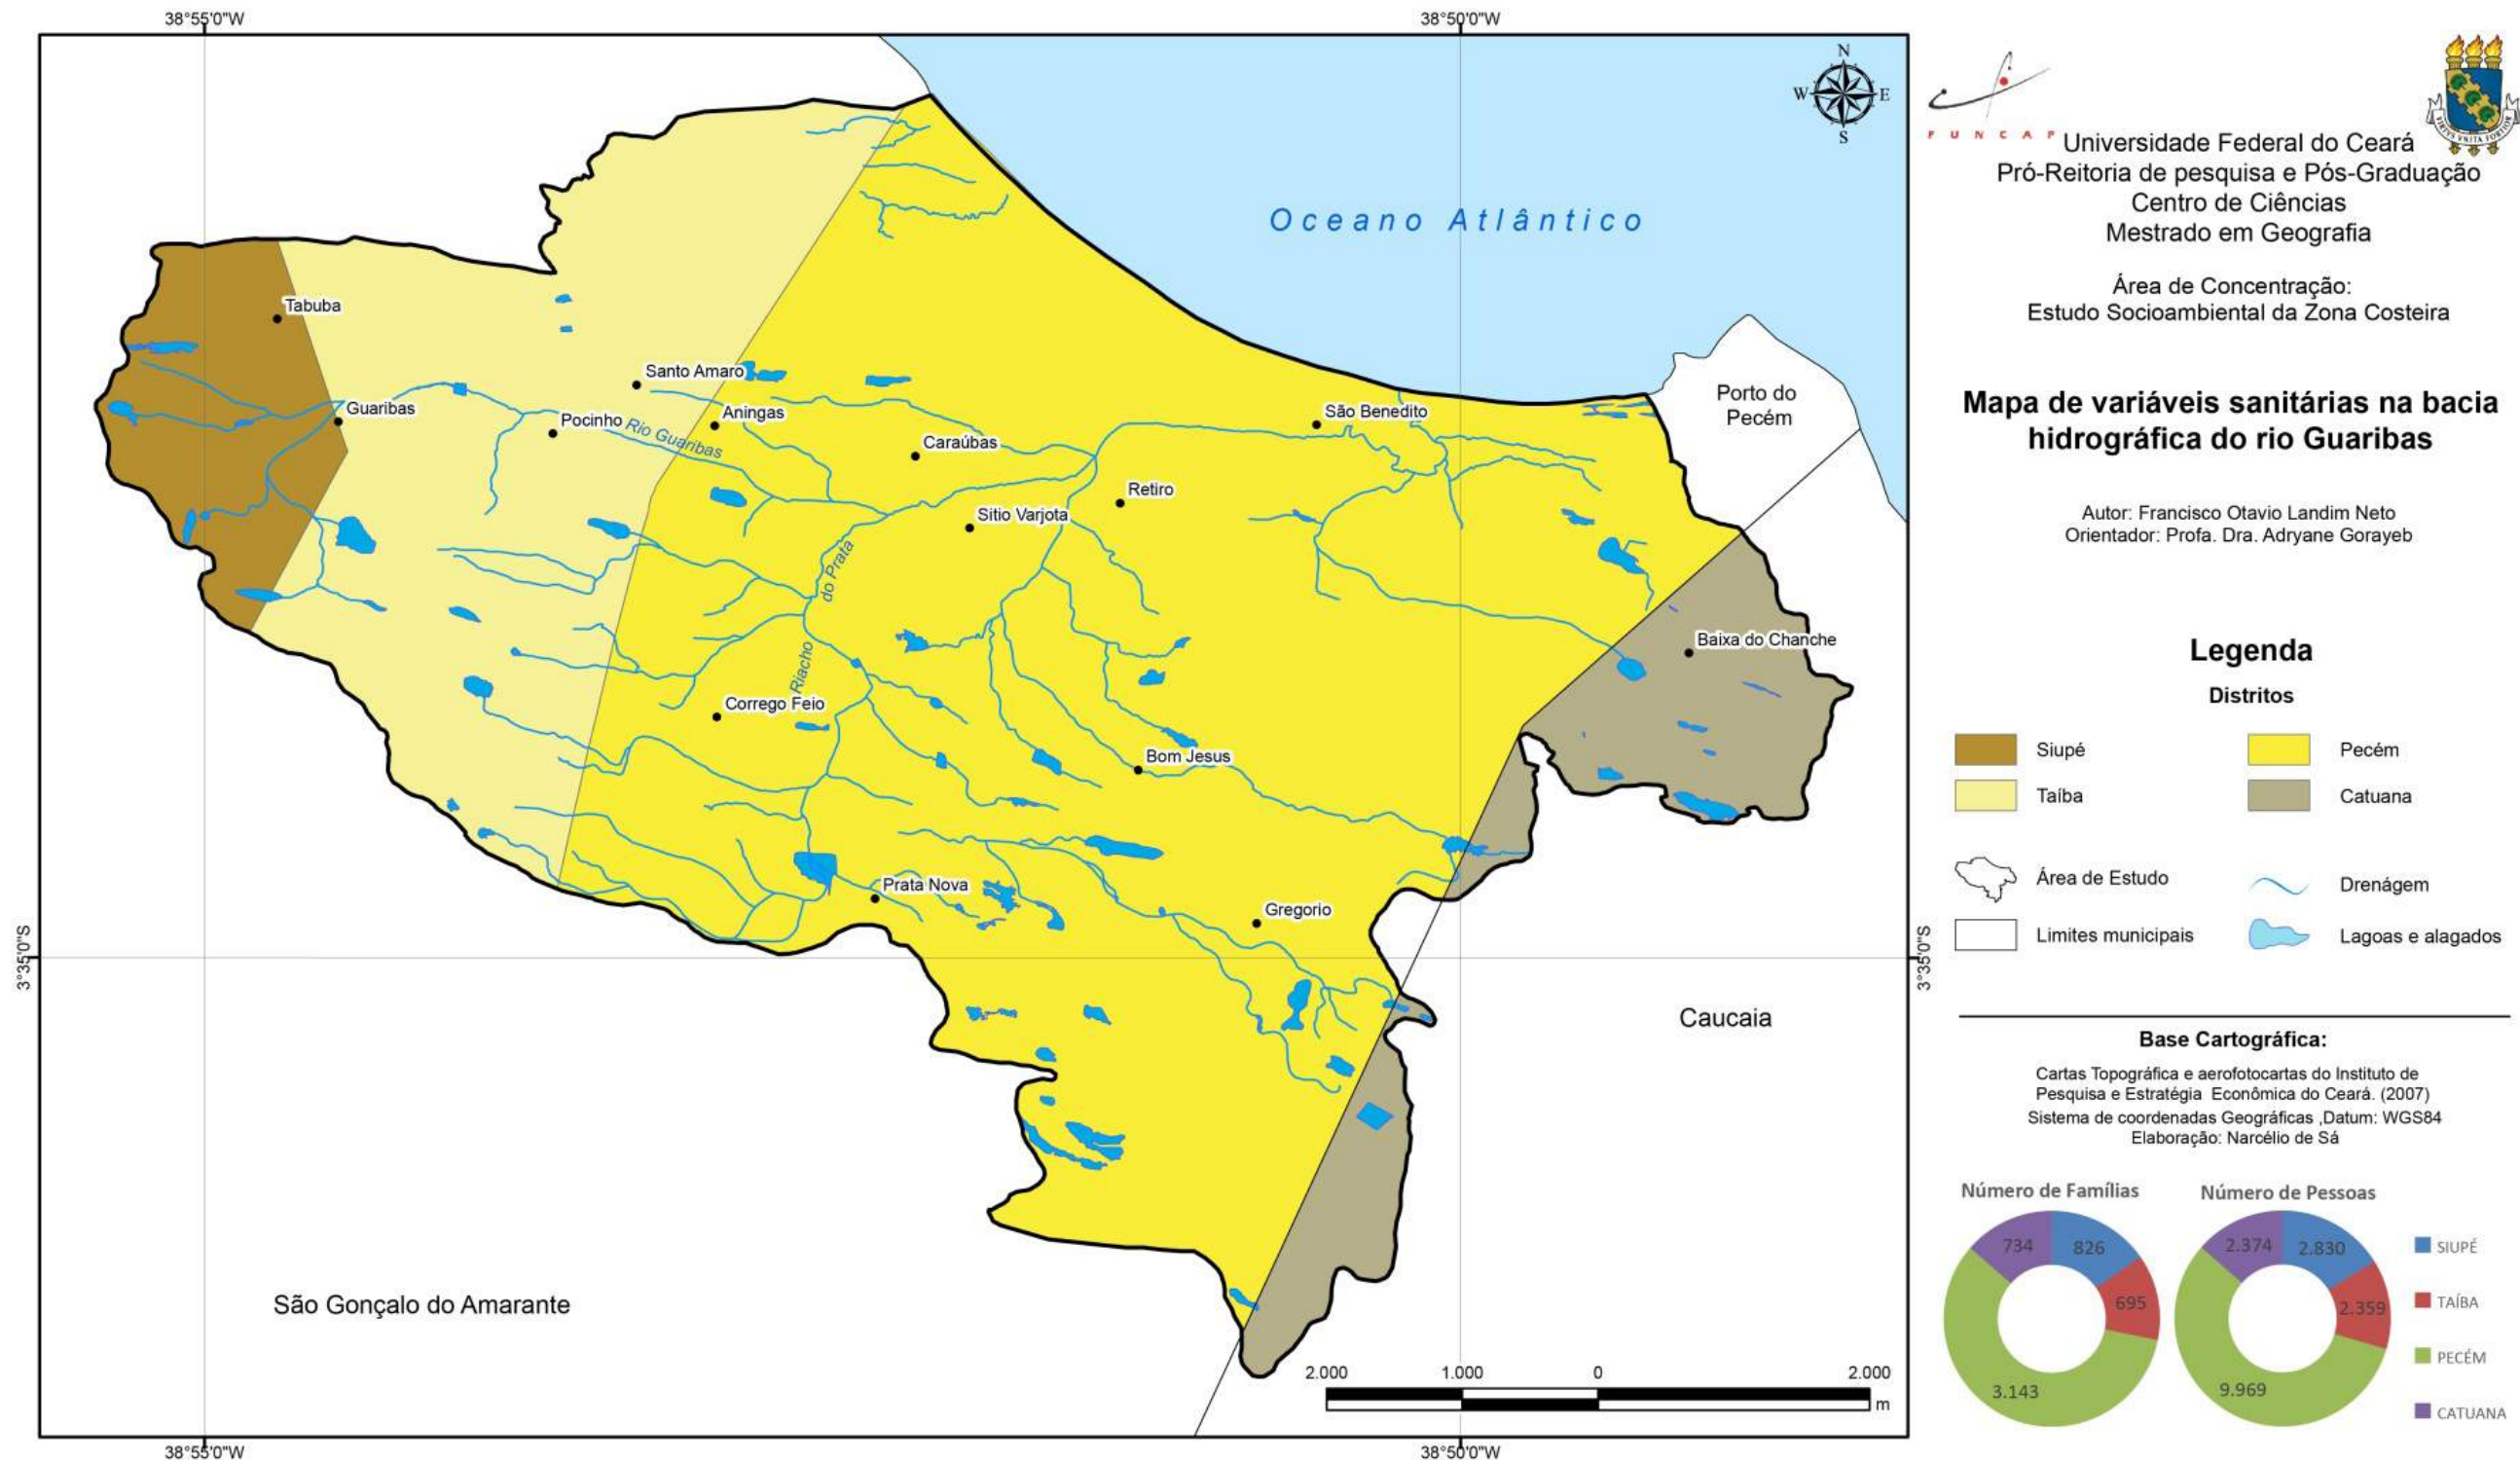 38°55'0"W
38°50'0"W
N
W
E
S
Oceano Atlântico
Tabuba
Santo Amaro
Guaribas
Pocinho
Rio Guaribas
Aningas
Caraúbas
São Benedito
Porto do
Pecém
Retiro
Sitio Varjota
Riacho
do Prata
Baixa do Chanche
Corrego Feio
Bom Jesus
Prata Nova
Gregorio
3°35'0"S
3°35'0"S
Caucaia
São Gonçalo do Amarante
2.000
1.000
0
2.000
m
38°55'0"W
38°50'0"W
FUNCAP
VIRTVS VNITA FORTIOR
Universidade Federal do Ceará
Pró-Reitoria de pesquisa e Pós-Graduação
Centro de Ciências
Mestrado em Geografia
Área de Concentração:
Estudo Socioambiental da Zona Costeira
Mapa de variáveis sanitárias na bacia
hidrográfica do rio Guaribas
Autor: Francisco Otavio Landim Neto
Orientador: Profa. Dra. Adryane Gorayeb
Legenda
Distritos
Siupé
Pecém
Taíba
Catuana
Área de Estudo
Drenágem
Limites municipais
Lagoas e alagados
Base Cartográfica:
Cartas Topográfica e aerofotocartas do Instituto de
Pesquisa e Estratégia Econômica do Ceará. (2007)
Sistema de coordenadas Geográficas ,Datum: WGS84
Elaboração: Narcélio de Sá
Número de Famílias
734
826
695
3.143
Número de Pessoas
2.374
2.830
2.359
9.969
SIUPÉ
TAÍBA
PECÉM
CATUANA